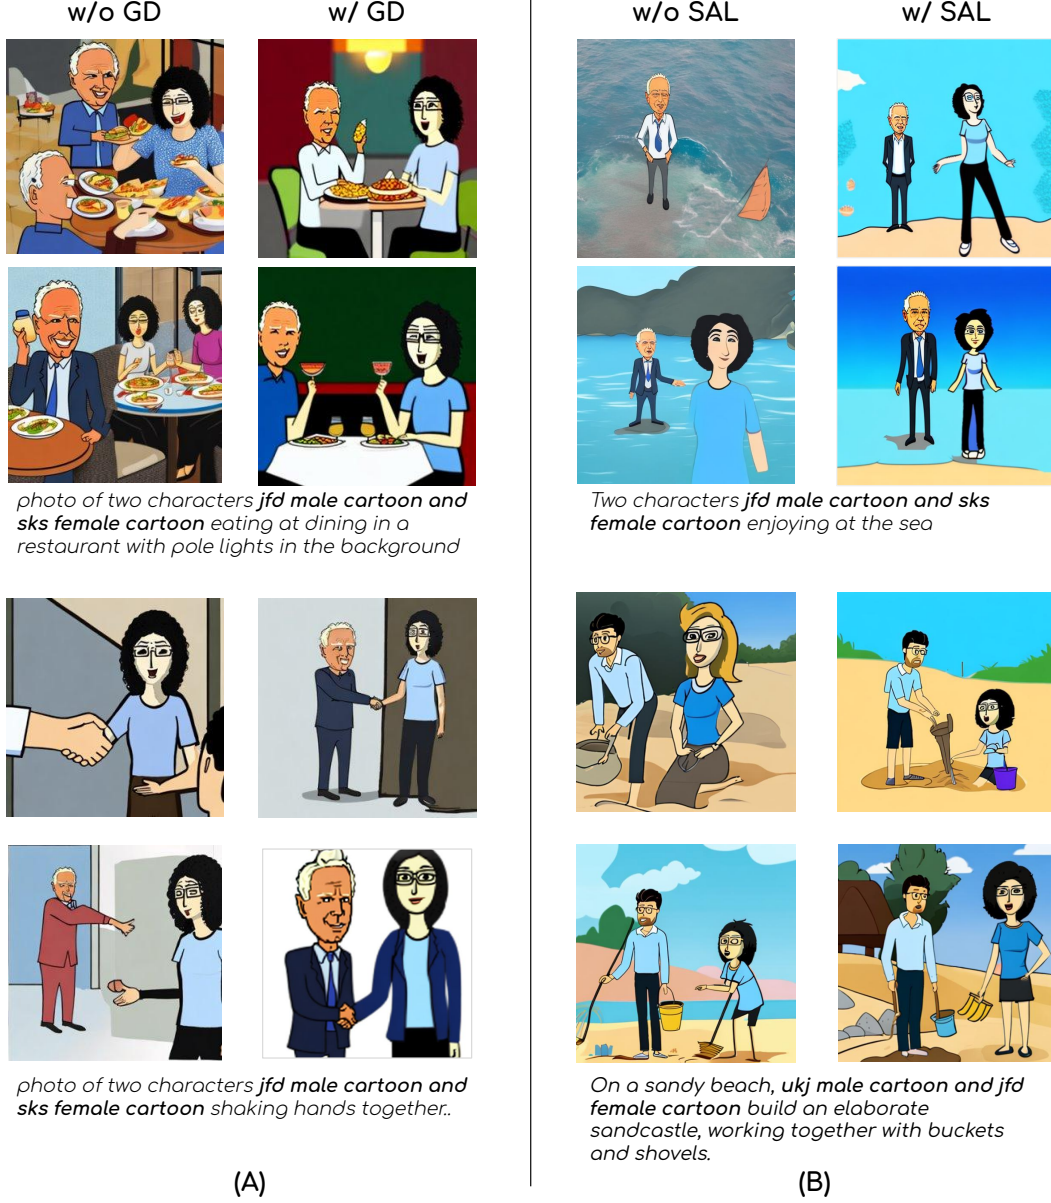 w/o GD
w/ GD
photo of two characters jfd male cartoon and
sks female cartoon eating at dining in a
restaurant with pole lights in the background
photo of two characters jfd male cartoon and
sks female cartoon shaking hands together..
(A)
w/o SAL
w/ SAL
Two characters jfd male cartoon and sks
female cartoon enjoying at the sea
On a sandy beach, ukj male cartoon and jfd
female cartoon build an elaborate
sandcastle, working together with buckets
and shovels.
(B)